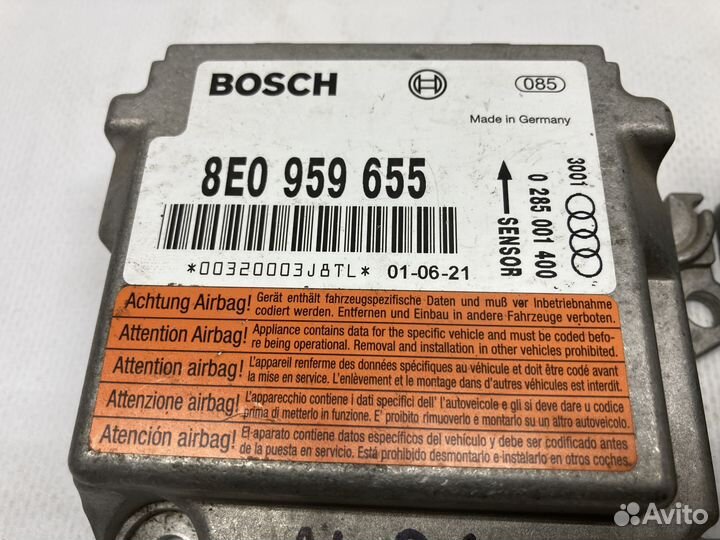 BOSCH
085
Made in Germany
8E0 959 655
*00320003J8TL* 01-06-21
SENSOR
0 285 001 400
3001
Achtung Airbag! Gerät enthält fahrzeugspezifische Daten und muß vor Inbetriebnahme
codiert werden. Entfernen und Einbau in andere Fahrzeuge verboten.
Attention Airbag! Appliance contains data for the specific vehicle and must be coded befo-
re being operational. Removal and installation in other vehicles prohibited.
Attention airbag! L'appareil renferme des données spécifiques au véhicule et doit être codé avant
la mise en service. L'enlèvement et le montage dans d'autres véhicules est interdit.
Attenzione airbag! L'apparecchio contiene i dati specifici dell' l'autoveicole e gli si deve dare u codice
prima di metterlo in funzione. E' proibito rimuoverlo e montarlo su un altro autoveicolo.
Atención airbag! El aparato contiene datos específicos del vehículo y debe ser codificado antes
de la puesta en servicio. Está prohibido desmontarlo e instalarlo en otros coches.
Avito